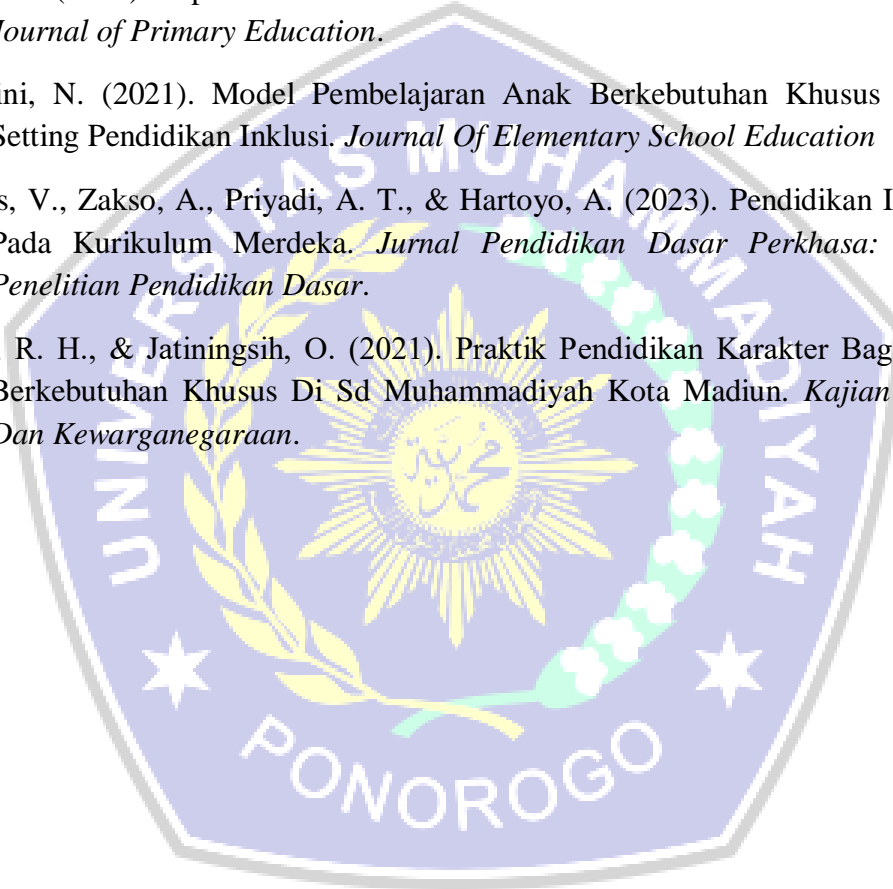 Journal of Primary Education.
ini, N. (2021). Model Pembelajaran Anak Berkebutuhan Khusus
Setting Pendidikan Inklusi. Journal Of Elementary School Education
s, V., Zakso, A., Priyadi, A. T., & Hartoyo, A. (2023). Pendidikan I
Pada Kurikulum Merdeka. Jurnal Pendidikan Dasar Perkhasa:
Penelitian Pendidikan Dasar.
R. H., & Jatiningsih, O. (2021). Praktik Pendidikan Karakter Bag
Berkebutuhan Khusus Di Sd Muhammadiyah Kota Madiun. Kajian
Dan Kewarganegaraan.
UNIVERSITAS MUHAMMADIYAH
PONOROGO